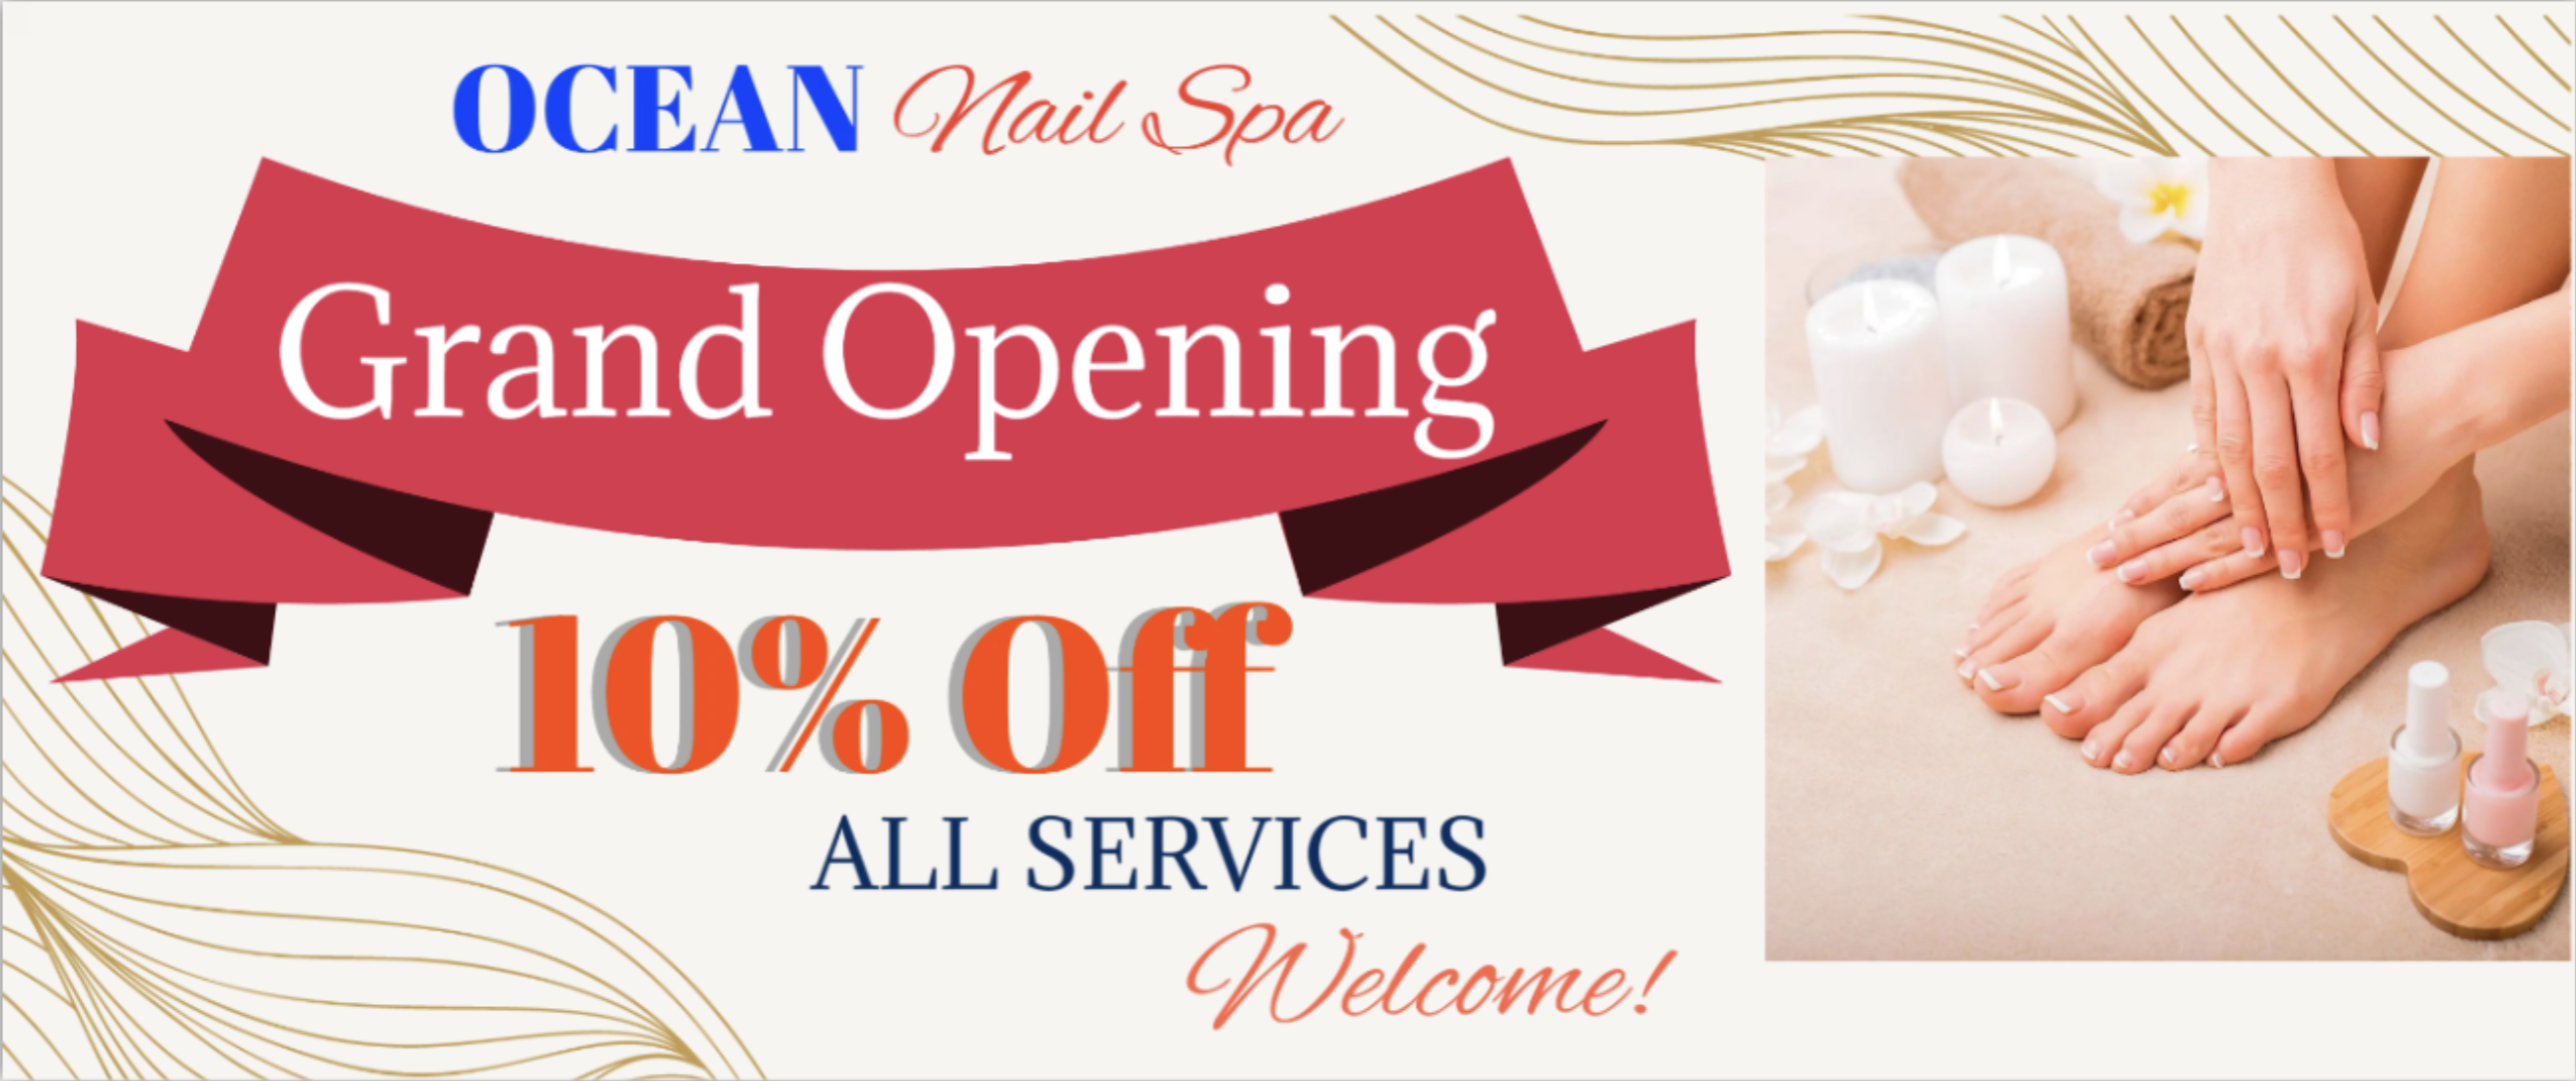 OCEAN Nail Spa
Grand Opening
10% Off
ALL SERVICES
Welcome!